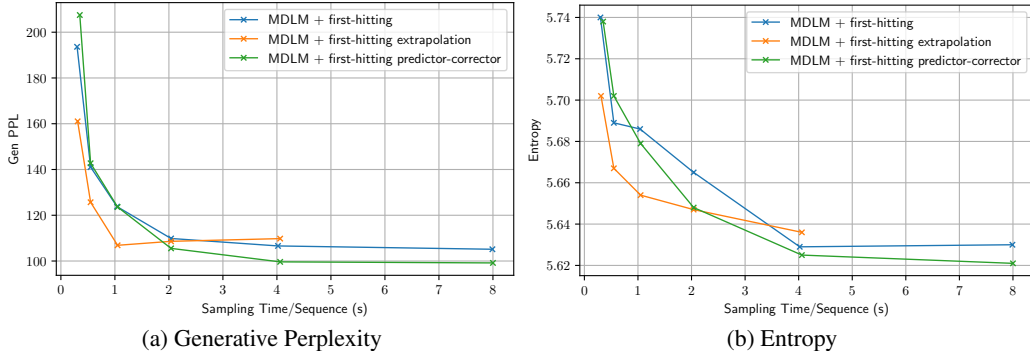 200
180
160
140
120
100
Gen PPL
0
1
2
3
4
5
6
7
8
Sampling Time/Sequence (s)
MDLM + first-hitting
MDLM + first-hitting extrapolation
MDLM + first-hitting predictor-corrector
(a) Generative Perplexity
5.74
5.72
5.70
5.68
5.66
5.64
5.62
Entropy
0
1
2
3
4
5
6
7
8
Sampling Time/Sequence (s)
MDLM + first-hitting
MDLM + first-hitting extrapolation
MDLM + first-hitting predictor-corrector
(b) Entropy